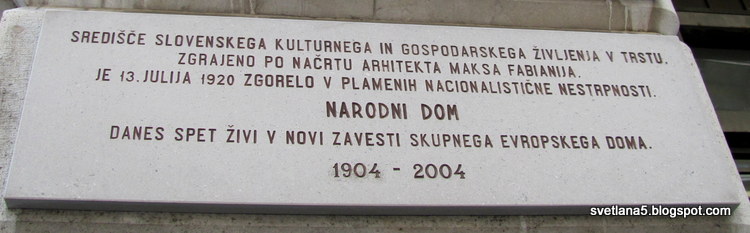 SREDIŠČE SLOVENSKEGA KULTURNEGA IN GOSPODARSKEGA ŽIVLJENJA V TRSTU.
ZGRAJENO PO NAČRTU ARHITEKTA MAKSA FABIANIJA.
JE 13. JULIJA 1920 ZGORELO V PLAMENIH NACIONALISTIČNE NESTRPNOSTI.
NARODNI DOM
DANES SPET ŽIVI V NOVI ZAVESTI SKUPNEGA EVROPSKEGA DOMA.
1904 - 2004
svetlana5.blogspot.com